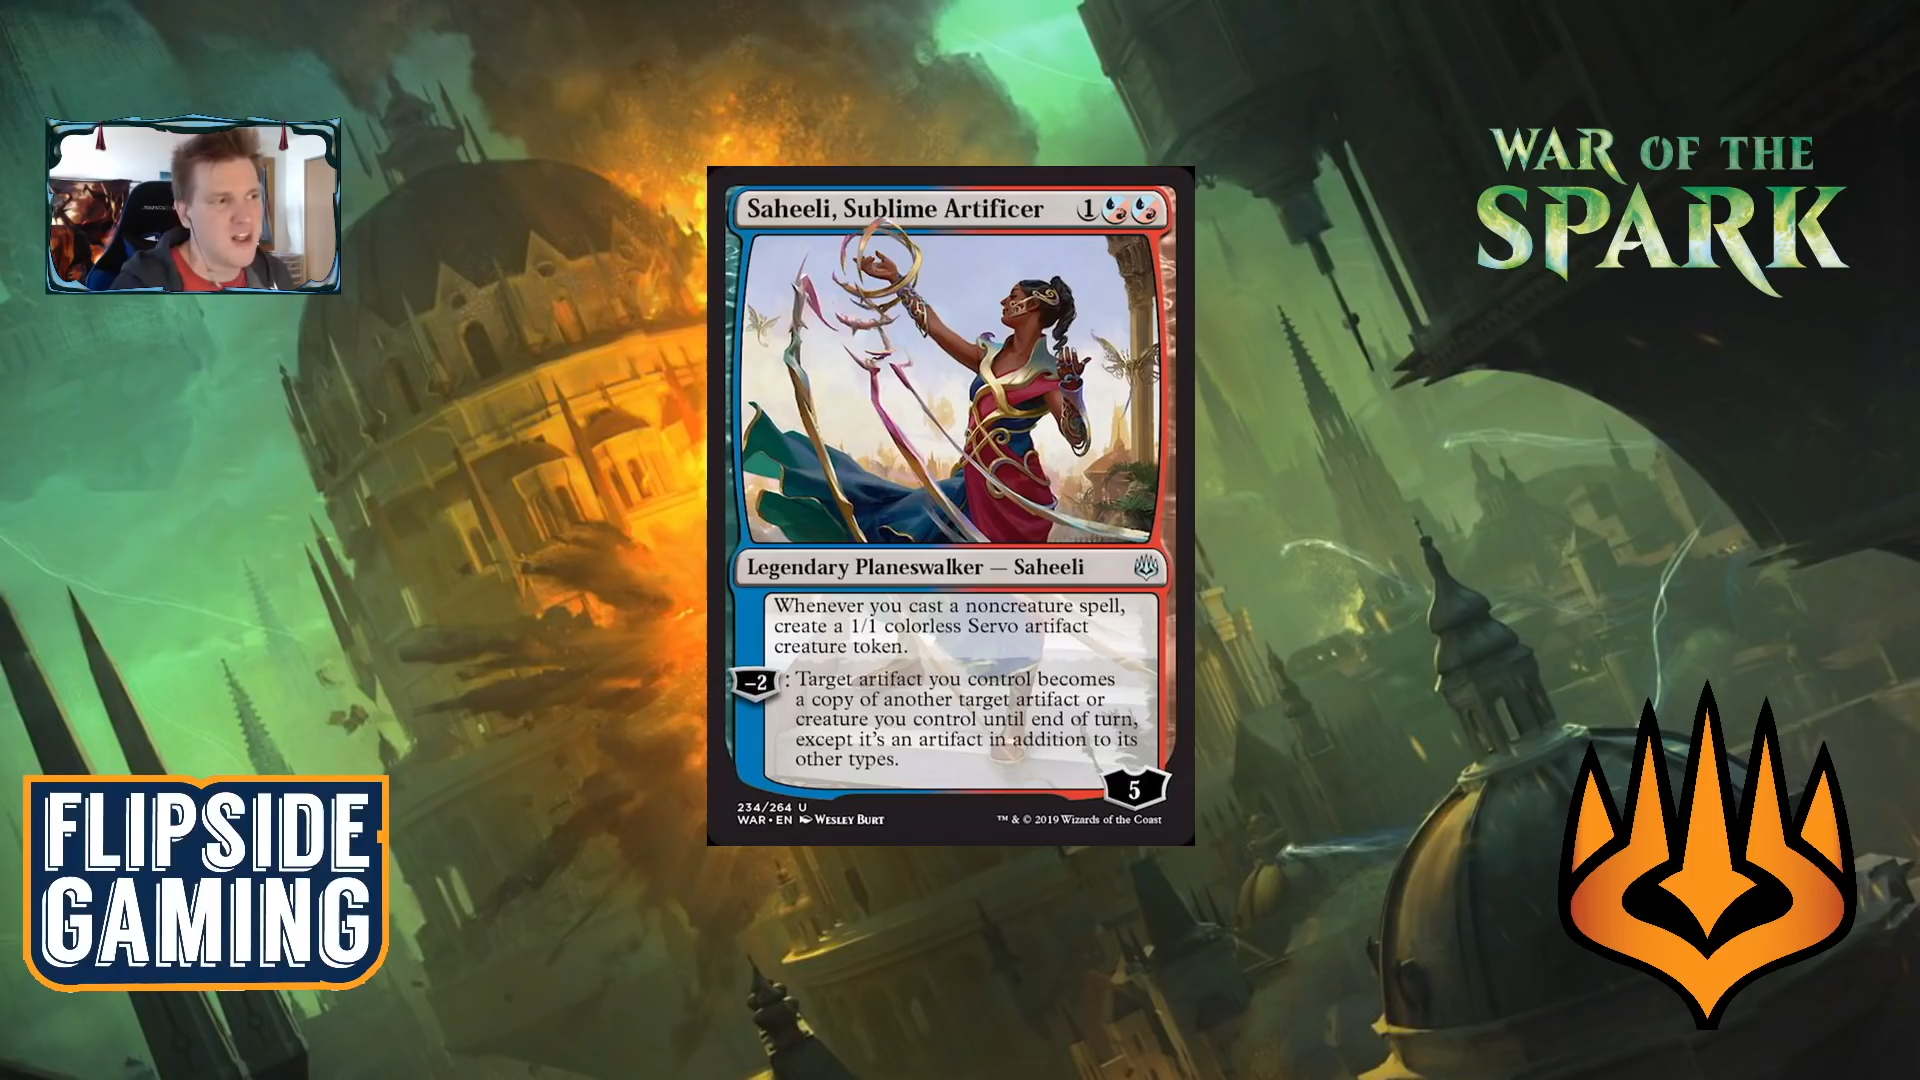 WAR OF THE
SPARK
Saheeli, Sublime Artificer 1
Legendary Planeswalker — Saheeli
Whenever you cast a noncreature spell,
create a 1/1 colorless Servo artifact
creature token.
-2: Target artifact you control becomes
a copy of another target artifact or
creature you control until end of turn,
except it's an artifact in addition to its
other types.
5
234/264 U
WAR • EN Wesley Burt
™ & © 2019 Wizards of the Coast
FLIPSIDE
GAMING